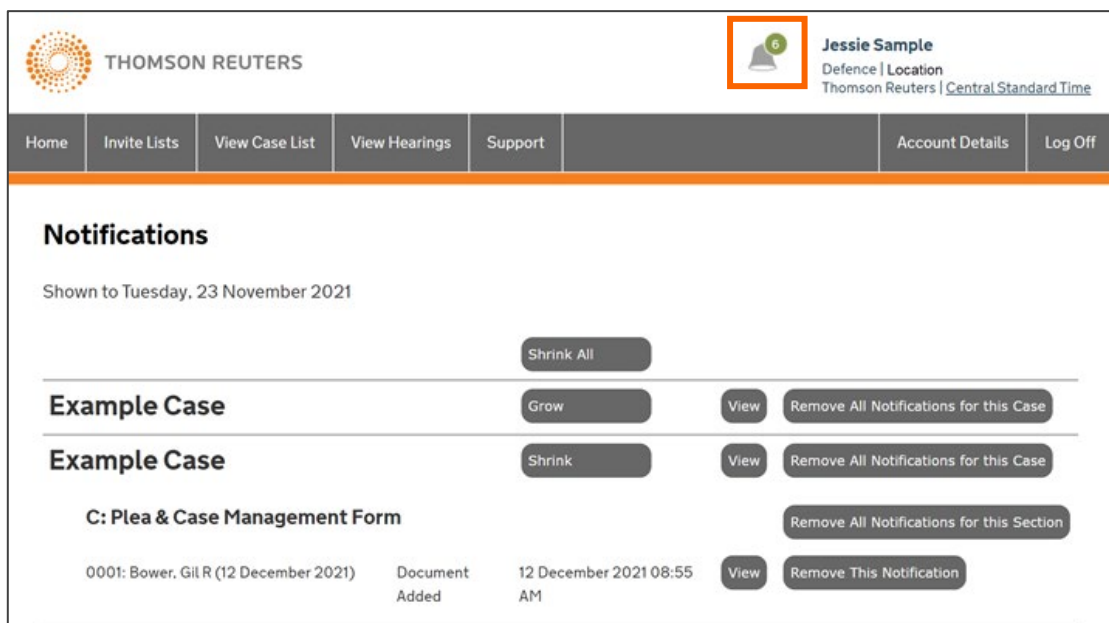 THOMSON REUTERS
6
Jessie Sample
Defence | Location
Thomson Reuters | Central Standard Time
Home Invite Lists View Case List View Hearings Support Account Details Log Off
Notifications
Shown to Tuesday, 23 November 2021
Shrink All
Example Case Grow View Remove All Notifications for this Case
Example Case Shrink View Remove All Notifications for this Case
C: Plea & Case Management Form Remove All Notifications for this Section
0001: Bower, Gil R (12 December 2021) Document 12 December 2021 08:55 View Remove This Notification
Added AM